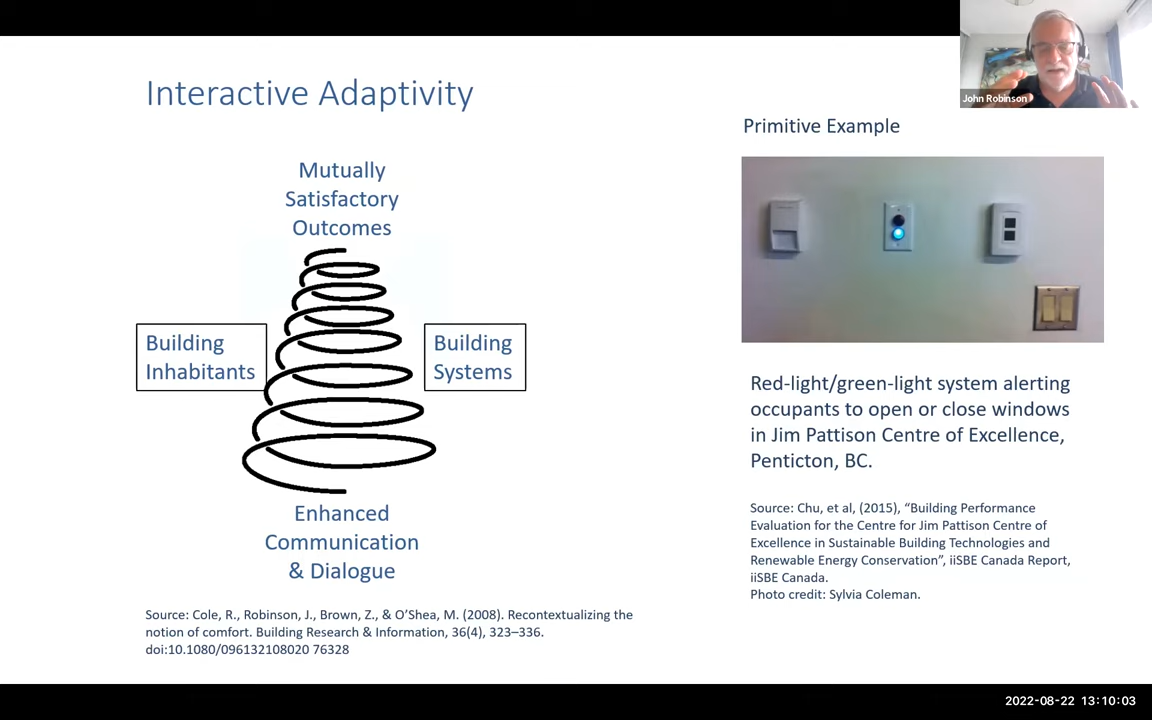 Interactive Adaptivity
Mutually
Satisfactory
Outcomes
Building
Inhabitants
Building
Systems
Enhanced
Communication
& Dialogue
Source: Cole, R., Robinson, J., Brown, Z., & O’Shea, M. (2008). Recontextualizing the
notion of comfort. Building Research & Information, 36(4), 323–336.
doi:10.1080/096132108020 76328
John Robinson
Primitive Example
Red-light/green-light system alerting
occupants to open or close windows
in Jim Pattison Centre of Excellence,
Penticton, BC.
Source: Chu, et al, (2015), “Building Performance
Evaluation for the Centre for Jim Pattison Centre of
Excellence in Sustainable Building Technologies and
Renewable Energy Conservation”, iiSBE Canada Report,
iiSBE Canada.
Photo credit: Sylvia Coleman.
2022-08-22 13:10:03